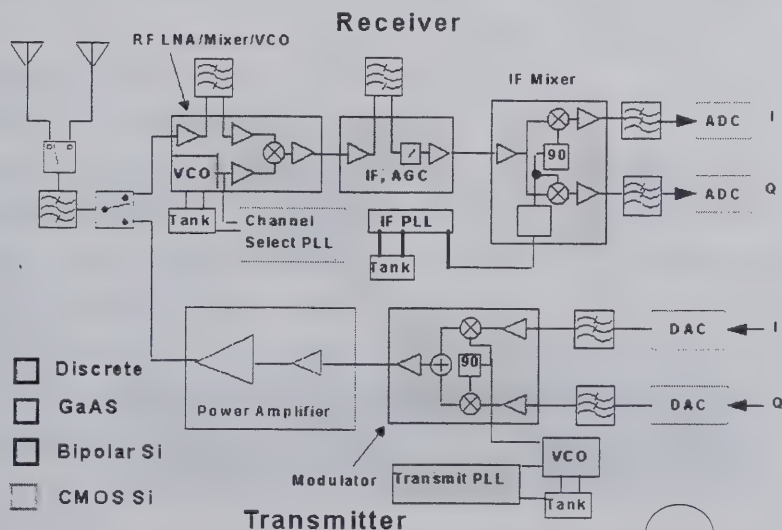 Receiver
RF LNA/Mixer/VCO
IF Mixer
VCO
Tank
Channel
Select PLL
IF, AGC
IF PLL
Tank
90
ADC
I
ADC
Q
DAC
I
DAC
Q
90
Power Amplifier
Modulator
Transmit PLL
VCO
Tank
Discrete
GaAS
Bipolar Si
CMOS Si
Transmitter